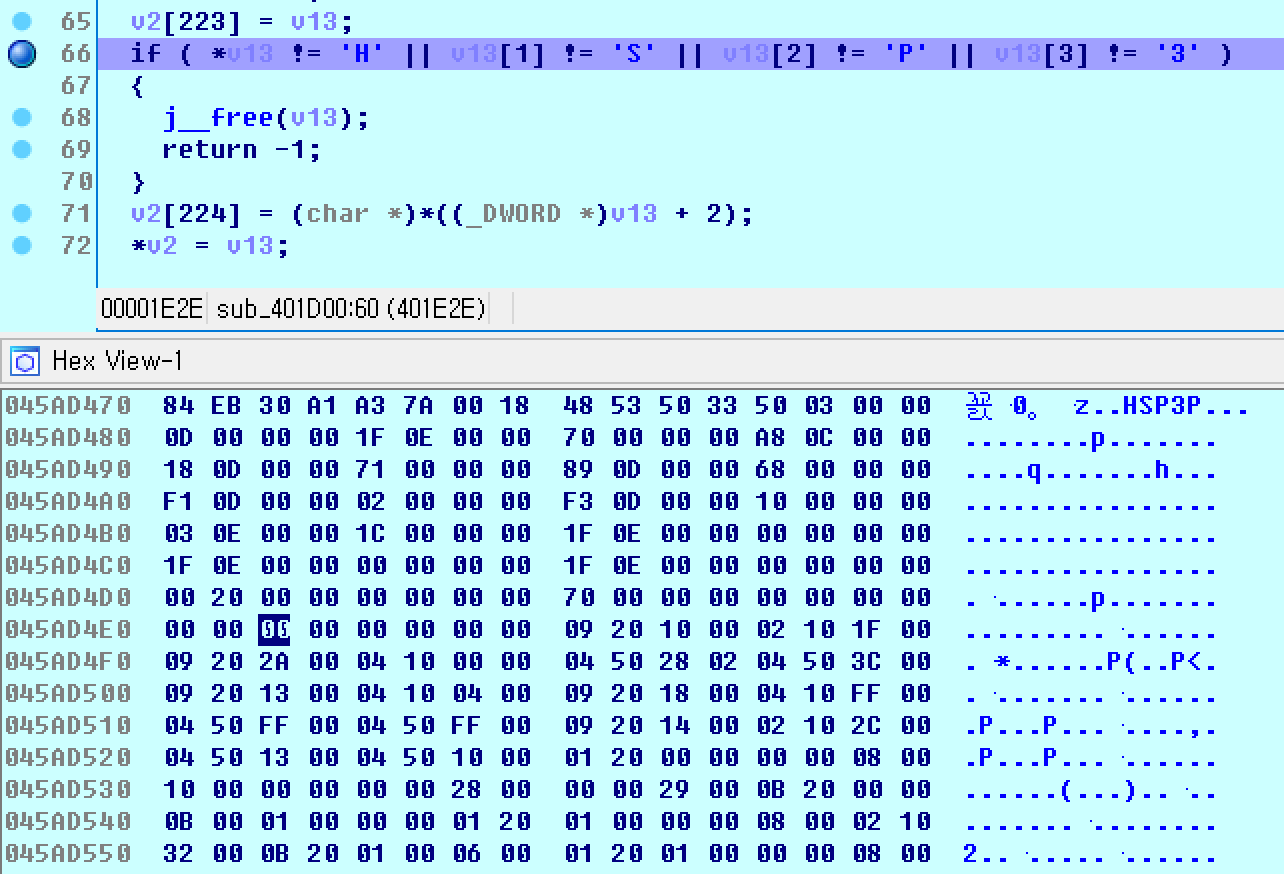 65 v2[223] = v13;
66 if ( *v13 != 'H' || v13[1] != 'S' || v13[2] != 'P' || v13[3] != '3' )
67 {
68 j__free(v13);
69 return -1;
70 }
71 v2[224] = (char *)*((_DWORD *)v13 + 2);
72 *v2 = v13;
00001E2E sub_401D00:60 (401E2E)
Hex View-1
045AD470 84 EB 30 A1 A3 7A 00 18 48 53 50 33 50 03 00 00 z..HSP3P...
045AD480 0D 00 00 00 1F 0E 00 00 70 00 00 00 A8 0C 00 00 ........p.......
045AD490 18 0D 00 00 71 00 00 00 89 0D 00 00 68 00 00 00 ....q.......h...
045AD4A0 F1 0D 00 00 02 00 00 00 F3 0D 00 00 10 00 00 00 ................
045AD4B0 03 0E 00 00 1C 00 00 00 1F 0E 00 00 00 00 00 00 ................
045AD4C0 1F 0E 00 00 00 00 00 00 1F 0E 00 00 00 00 00 00 ................
045AD4D0 00 20 00 00 00 00 00 00 70 00 00 00 00 00 00 00 . ......p.......
045AD4E0 00 00 00 00 00 00 00 00 09 20 10 00 02 10 1F 00 ......... ......
045AD4F0 09 20 2A 00 04 10 00 00 04 50 28 02 04 50 3C 00 . *......P(..P<.
045AD500 09 20 13 00 04 10 04 00 09 20 18 00 04 10 FF 00 . ....... ......
045AD510 04 50 FF 00 04 50 FF 00 09 20 14 00 02 10 2C 00 .P...P... ....,.
045AD520 04 50 13 00 04 50 10 00 01 20 00 00 00 00 08 00 .P...P... ......
045AD530 10 00 00 00 00 00 28 00 00 00 29 00 0B 20 00 00 ......(...).. ..
045AD540 0B 00 01 00 00 00 01 20 01 00 00 00 08 00 02 10 ....... ........
045AD550 32 00 0B 20 01 00 06 00 01 20 01 00 00 00 08 00 2.. ..... ......